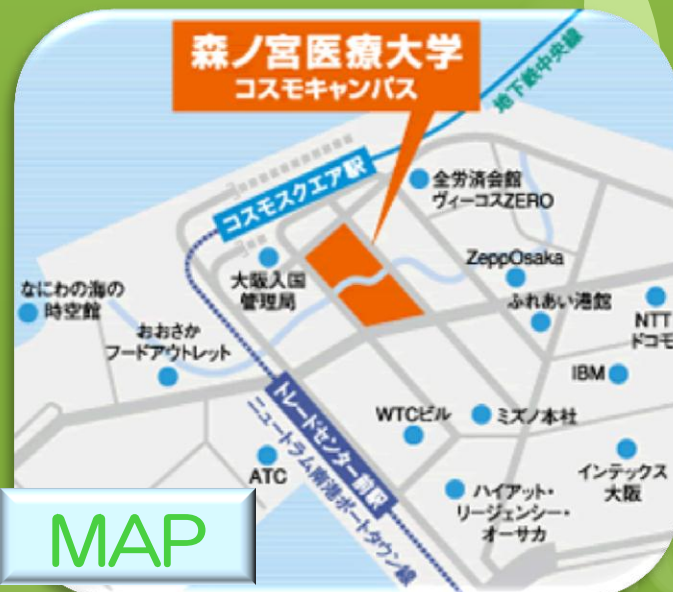 森ノ宮医療大学
コスモキャンパス
地下鉄中央線
コスモスクエア駅
全労済会館
ヴィーコスZERO
大阪入国
管理局
ZeppOsaka
なにわの海の
時空館
ふれあい港館
NTT
ドコモ
おおさか
フードアウトレット
IBM
トレードセンター前駅
ニュートラム南港ポートタウン線
WTCビル
ミズノ本社
ATC
インテックス
大阪
ハイアット・
リージェンシー・
オーサカ
MAP